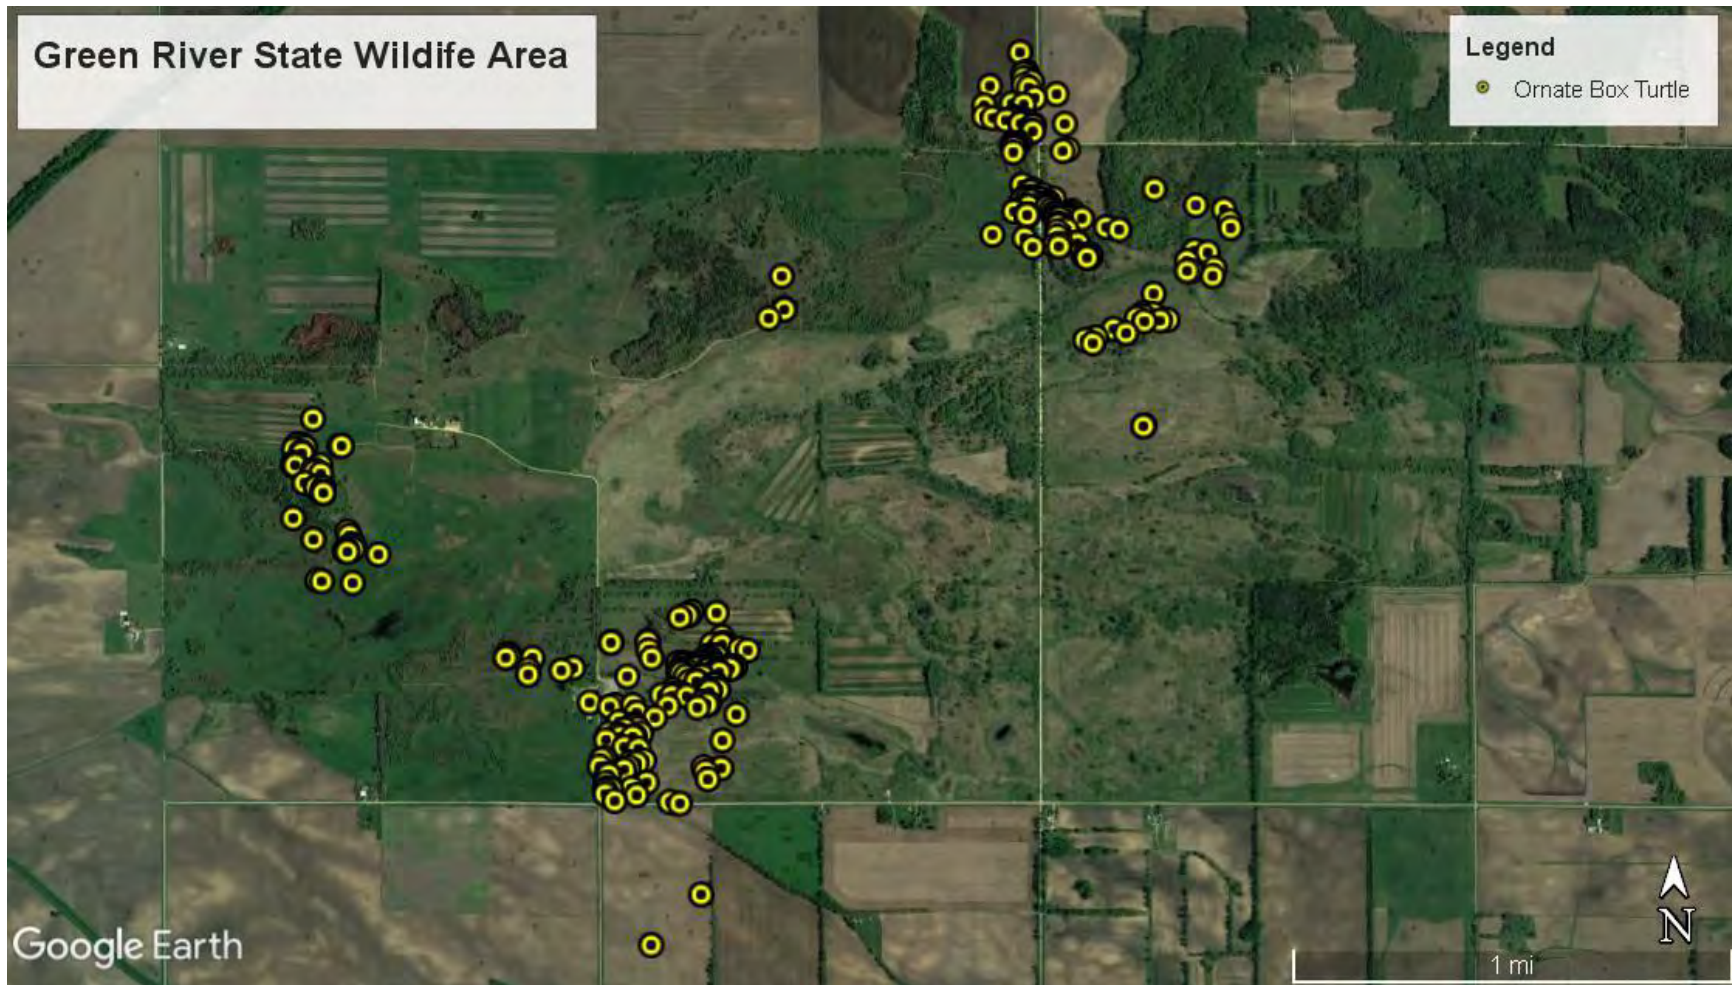 Green River State Wildife Area
Legend
Ornate Box Turtle
N
Google Earth
1 mi